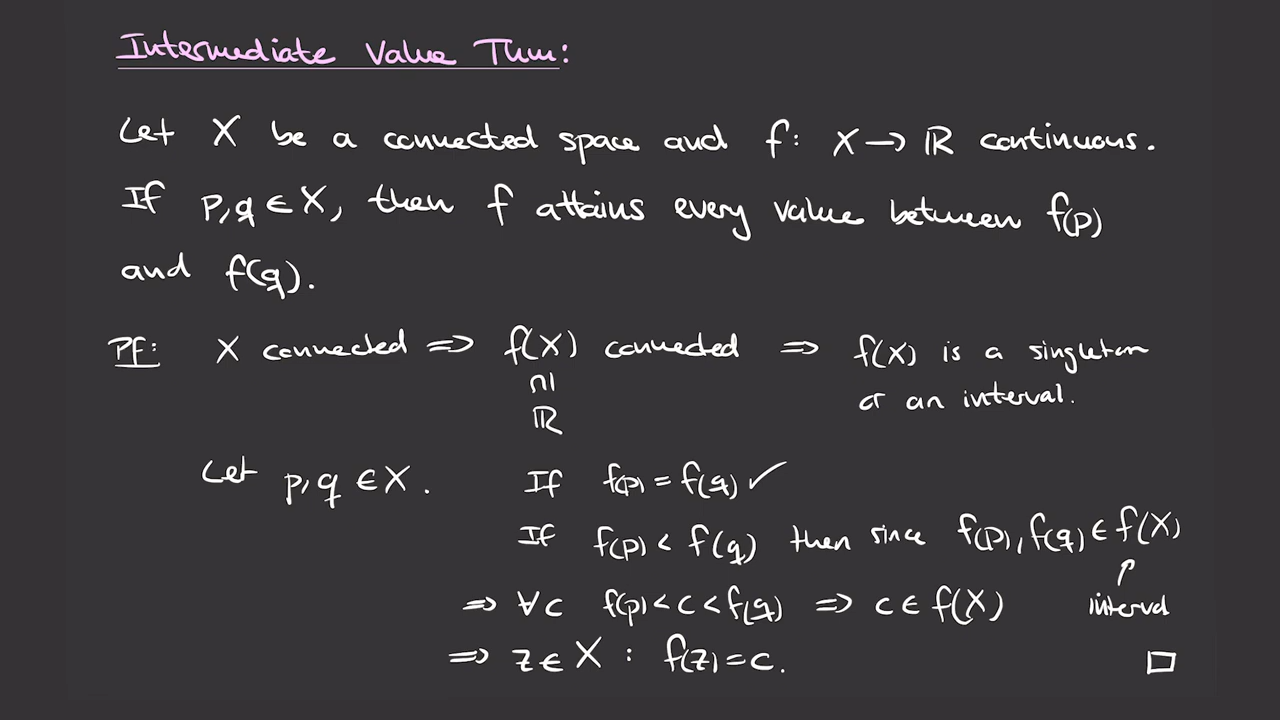 Intermediate Value Thm:
Let X be a connected space and f: X → ℝ continuous.
If p,q ∈ X, then f attains every value between f(p)
and f(q).
Pf: X connected ⇒ f(X) connected ⇒ f(X) is a singleton
∩| or an interval.
ℝ
Let p,q ∈ X. If f(p) = f(q) ✓
If f(p) < f(q) then since f(p), f(q) ∈ f(X)
↑
⇒ ∀c f(p) < c < f(q) ⇒ c ∈ f(X) interval
⇒ z ∈ X : f(z) = c. □